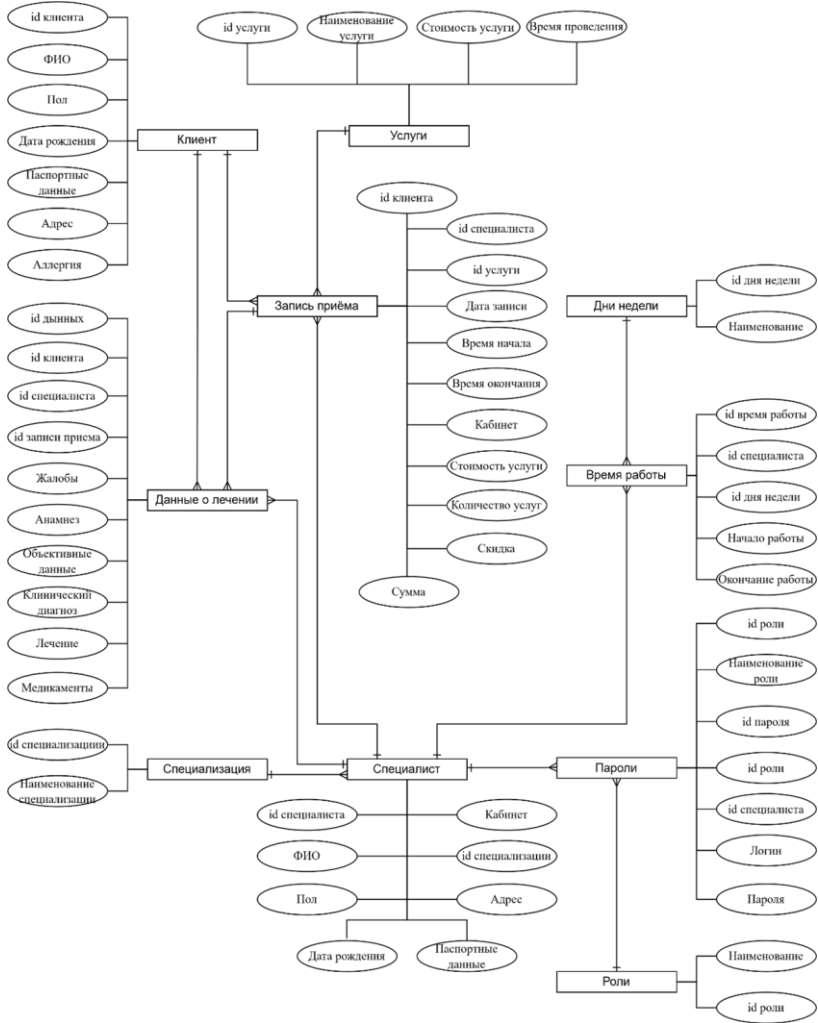 id клиента
ФИО
Пол
Дата рождения
Паспортные
данные
Адрес
Аллергия
Клиент
id услуги
Наименование
услуги
Стоимость услуги
Время проведения
Услуги
id клиента
id специалиста
id услуги
Дата записи
Время начала
Время окончания
Кабинет
Стоимость услуги
Количество услуг
Скидка
Сумма
Запись приёма
Дни недели
id дня недели
Наименование
id дынных
id клиента
id специалиста
id записи приема
Жалобы
Анамнез
Объективные
данные
Клинический
диагноз
Лечение
Медикаменты
Данные о лечении
Время работы
id время работы
id специалиста
id дня недели
Начало работы
Окончание работы
id специализациии
Наименование
специализации
Специализация
Специалист
id специалиста
ФИО
Пол
Дата рождения
Кабинет
id специализации
Адрес
Паспортные
данные
Пароли
id роли
Наименование
роли
id пароля
id роли
id специалиста
Логин
Пароля
Роли
Наименование
id роли